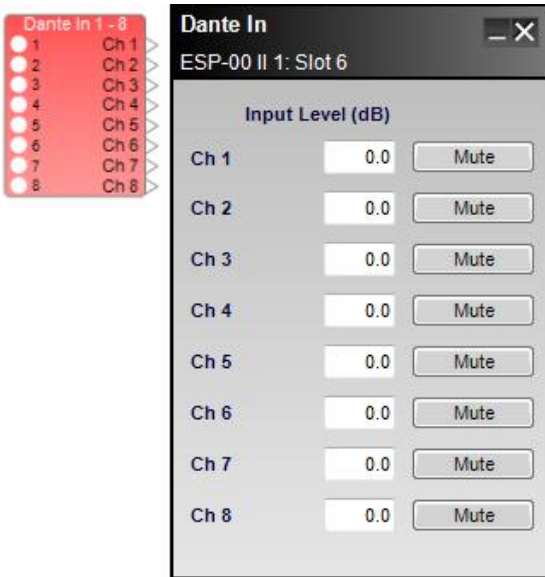 Dante In 1 - 8
1 Ch 1
2 Ch 2
3 Ch 3
4 Ch 4
5 Ch 5
6 Ch 6
7 Ch 7
8 Ch 8
Dante In
ESP-00 II 1: Slot 6
Input Level (dB)
Ch 1 0.0 Mute
Ch 2 0.0 Mute
Ch 3 0.0 Mute
Ch 4 0.0 Mute
Ch 5 0.0 Mute
Ch 6 0.0 Mute
Ch 7 0.0 Mute
Ch 8 0.0 Mute